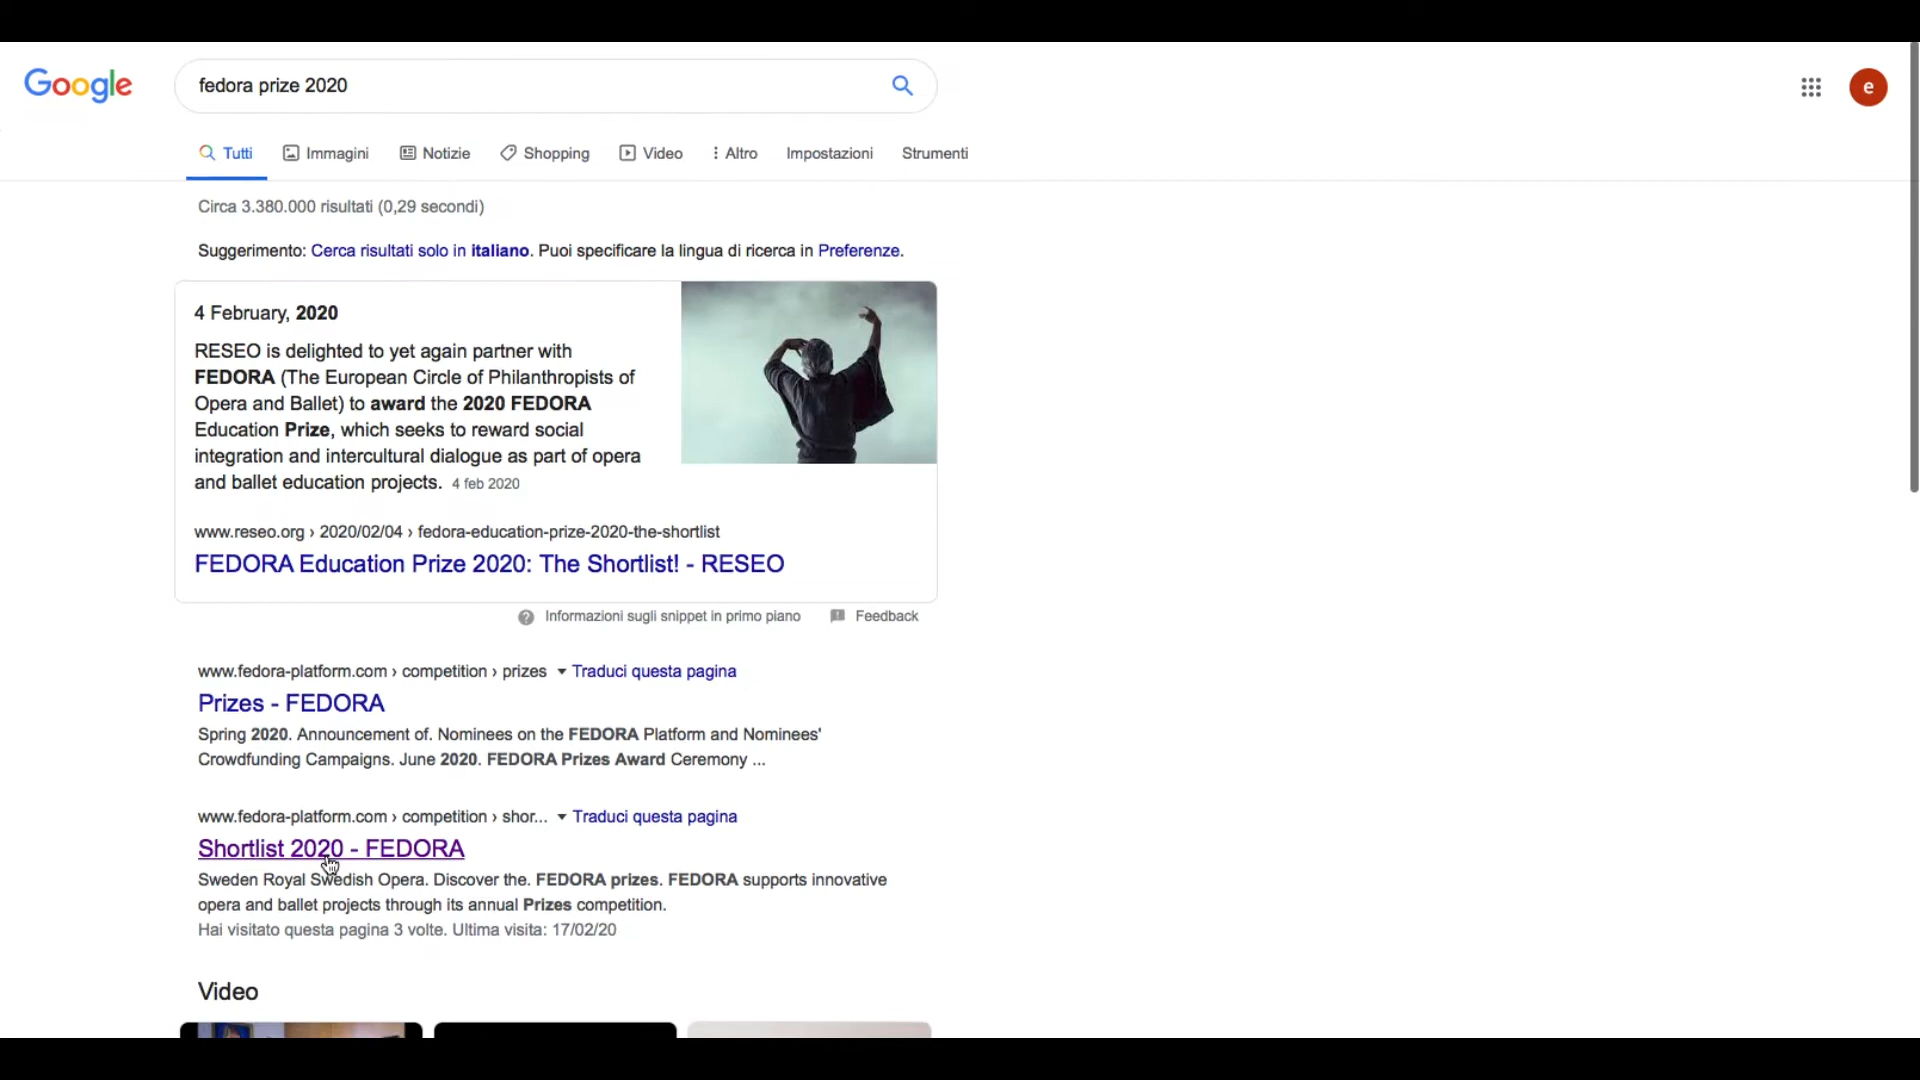 Google
fedora prize 2020
e
Tutti Immagini Notizie Shopping Video Altro Impostazioni Strumenti
Circa 3.380.000 risultati (0,29 secondi)
Suggerimento: Cerca risultati solo in italiano. Puoi specificare la lingua di ricerca in Preferenze.
4 February, 2020
RESEO is delighted to yet again partner with
FEDORA (The European Circle of Philanthropists of
Opera and Ballet) to award the 2020 FEDORA
Education Prize, which seeks to reward social
integration and intercultural dialogue as part of opera
and ballet education projects. 4 feb 2020
www.reseo.org › 2020/02/04 › fedora-education-prize-2020-the-shortlist
FEDORA Education Prize 2020: The Shortlist! - RESEO
Informazioni sugli snippet in primo piano Feedback
www.fedora-platform.com › competition › prizes ▾ Traduci questa pagina
Prizes - FEDORA
Spring 2020. Announcement of. Nominees on the FEDORA Platform and Nominees'
Crowdfunding Campaigns. June 2020. FEDORA Prizes Award Ceremony ...
www.fedora-platform.com › competition › shor... ▾ Traduci questa pagina
Shortlist 2020 - FEDORA
Sweden Royal Swedish Opera. Discover the. FEDORA prizes. FEDORA supports innovative
opera and ballet projects through its annual Prizes competition.
Hai visitato questa pagina 3 volte. Ultima visita: 17/02/20
Video